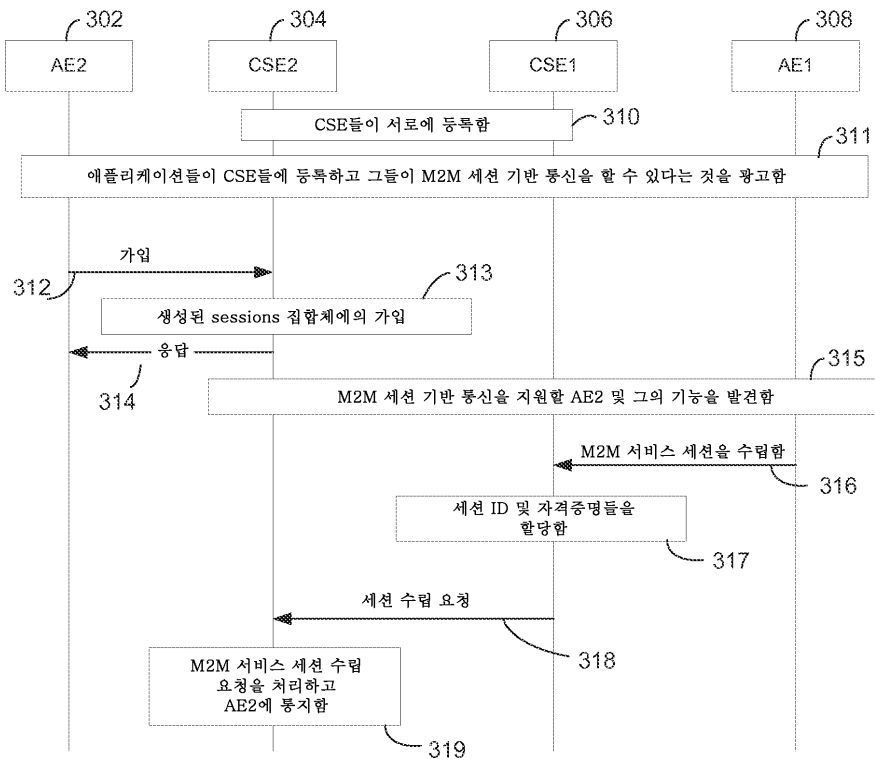 302
304
306
308
AE2
CSE2
CSE1
AE1
CSE들이 서로에 등록함
310
311
애플리케이션들이 CSE들에 등록하고 그들이 M2M 세션 기반 통신을 할 수 있다는 것을 광고함
가입
312
313
생성된 sessions 집합체에의 가입
응답
314
315
M2M 세션 기반 통신을 지원할 AE2 및 그의 기능을 발견함
M2M 서비스 세션을 수립함
316
세션 ID 및 자격증명들을
할당함
317
세션 수립 요청
318
M2M 서비스 세션 수립
요청을 처리하고
AE2에 통지함
319